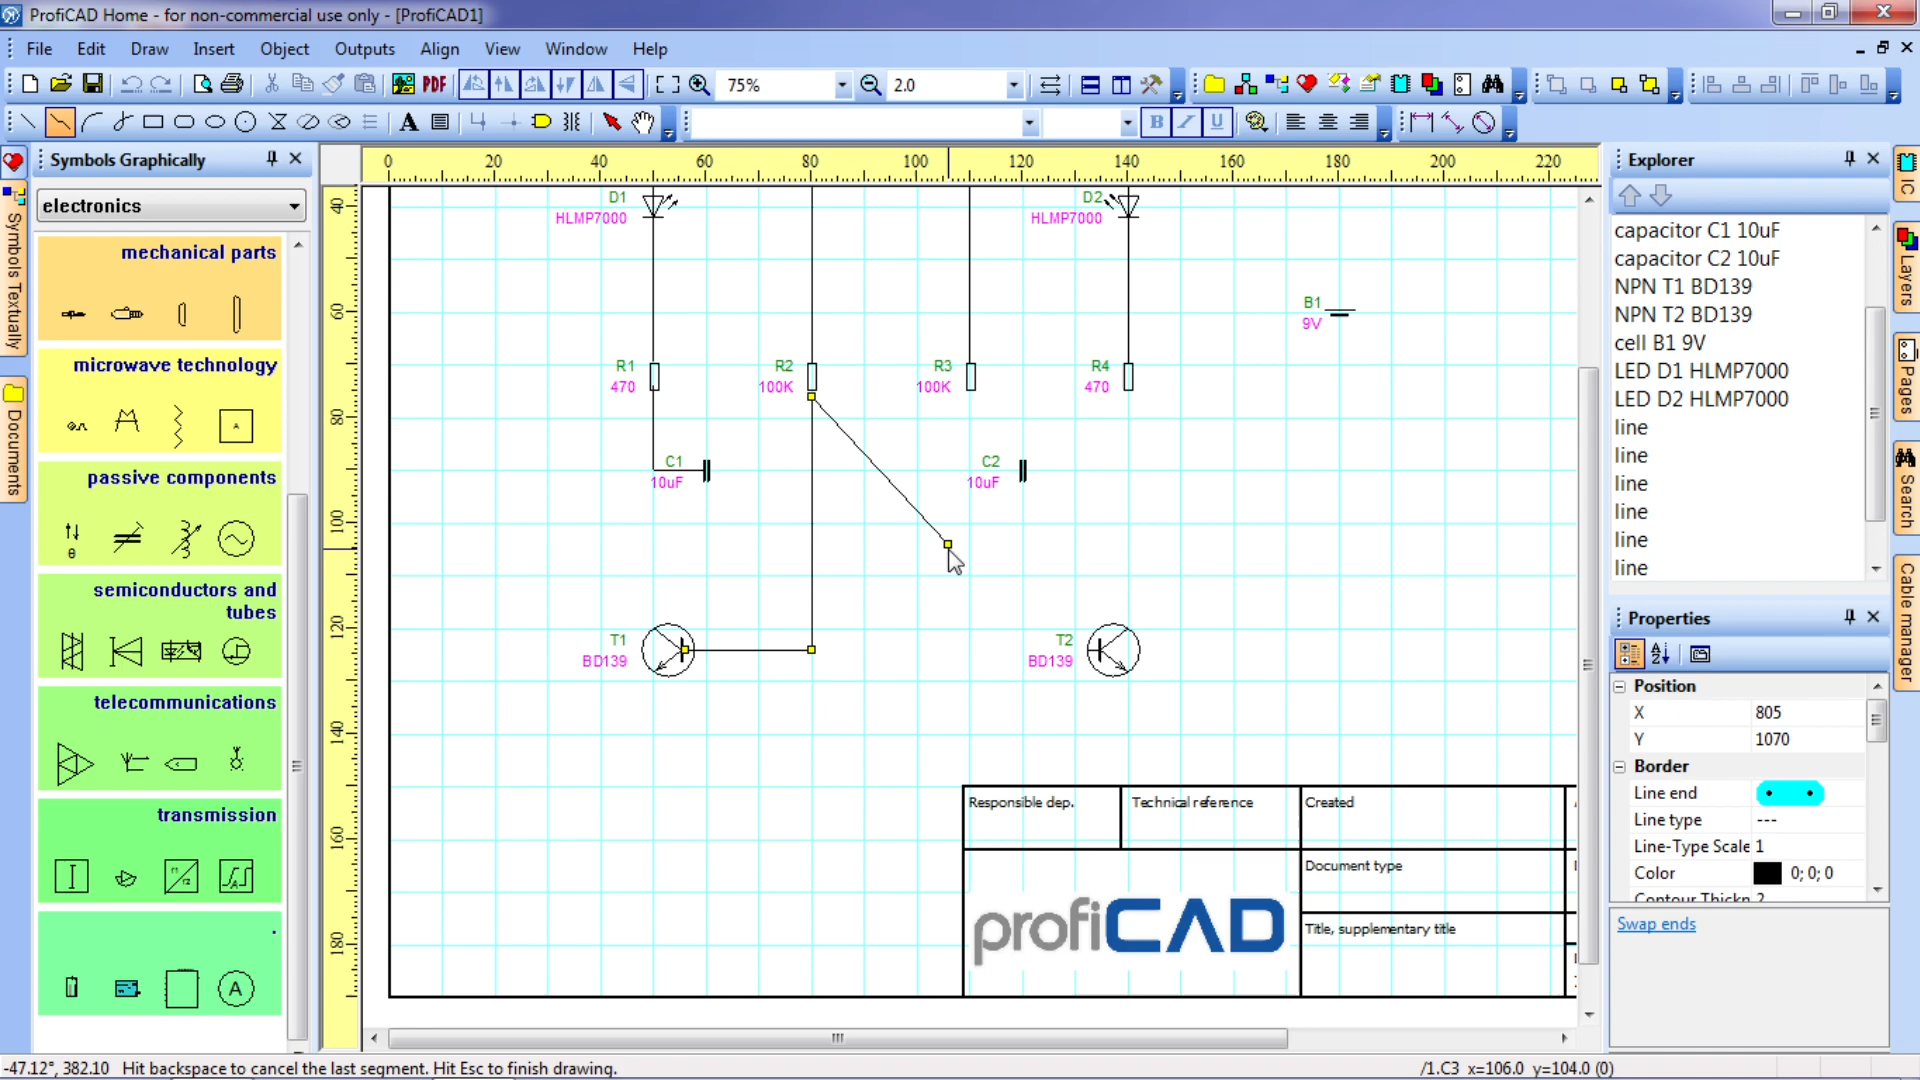 ProfiCAD Home - for non-commercial use only - [ProfiCAD1]
File Edit Draw Insert Object Outputs Align View Window Help
PDF 75% 2.0
A B I U
Symbols Graphically
electronics
mechanical parts
microwave technology
passive components
semiconductors and
tubes
telecommunications
transmission
.
A
Symbols Textually
Documents
0 20 40 60 80 100 120 140 160 180 200 220
40
60
80
100
120
140
160
180
D1
HLMP7000
D2
HLMP7000
B1
9V
R1
470
R2
100K
R3
100K
R4
470
C1
10uF
C2
10uF
T1
BD139
T2
BD139
Responsible dep.
Technical reference
Created
Document type
Title, supplementary title
profiCAD
Explorer
capacitor C1 10uF
capacitor C2 10uF
NPN T1 BD139
NPN T2 BD139
cell B1 9V
LED D1 HLMP7000
LED D2 HLMP7000
line
line
line
line
line
line
Properties
Position
X 805
Y 1070
Border
Line end
Line type ---
Line-Type Scale 1
Color 0; 0; 0
Contour Thickn 2
Swap ends
IC
Layers
Pages
Search
Cable manager
-47.12°, 382.10 Hit backspace to cancel the last segment. Hit Esc to finish drawing.
/1.C3 x=106.0 y=104.0 (0)